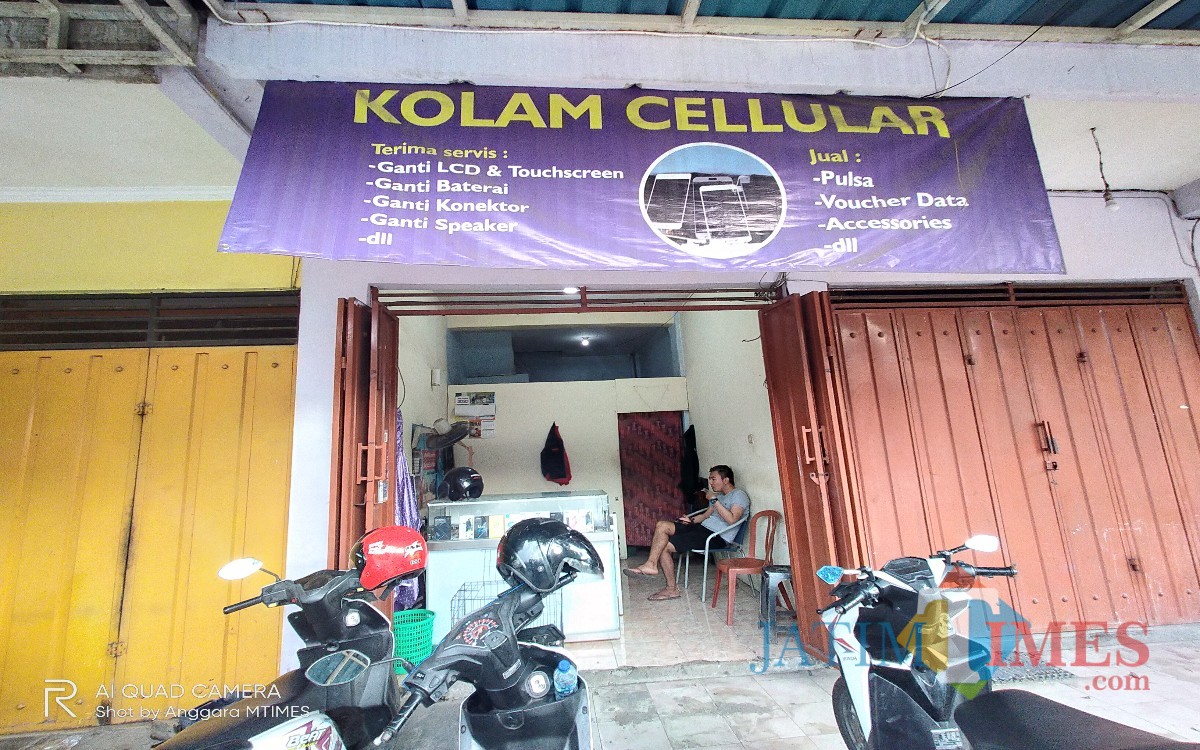 KOLAM CELLULAR
Terima servis :
-Ganti LCD & Touchscreen
-Ganti Baterai
-Ganti Konektor
-Ganti Speaker
-dll
Jual :
-Pulsa
-Voucher Data
-Accessories
-dll
BeAT
JATIMTIMES
.com
R
AI QUAD CAMERA
Shot by Anggara MTIMES